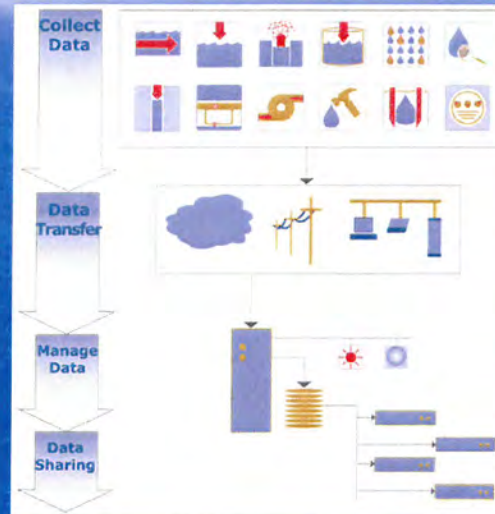 Collect
Data
Data
Transfer
Manage
Data
Data
Sharing